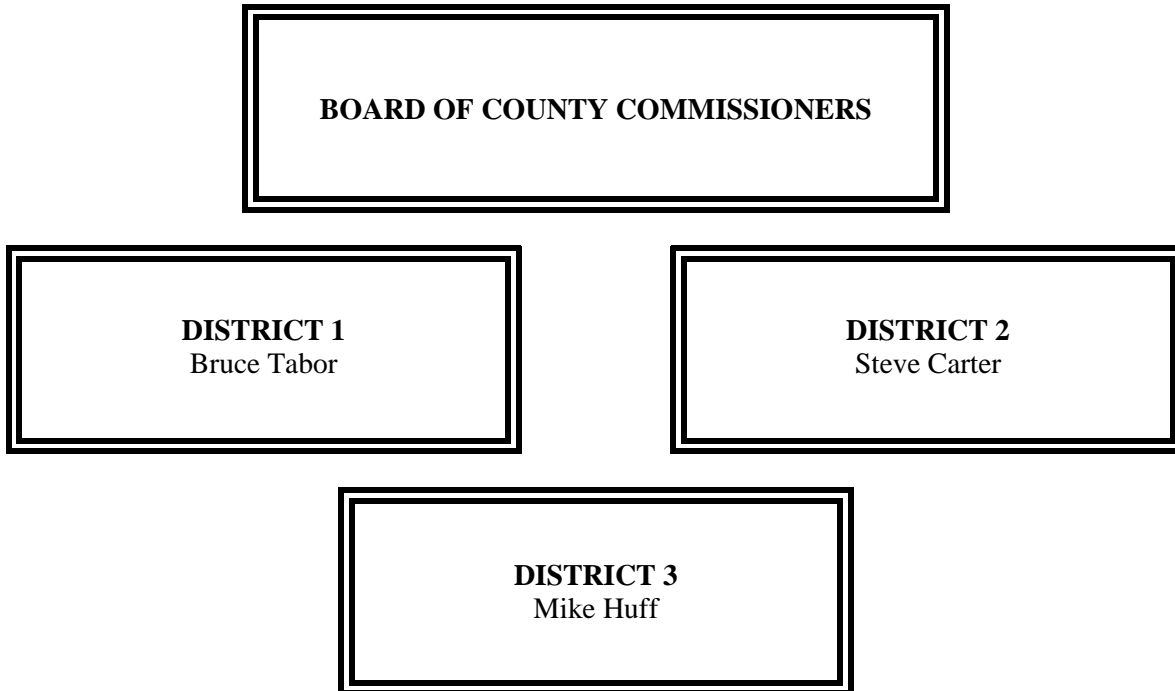 BOARD OF COUNTY COMMISSIONERS
DISTRICT 1
Bruce Tabor
DISTRICT 2
Steve Carter
DISTRICT 3
Mike Huff